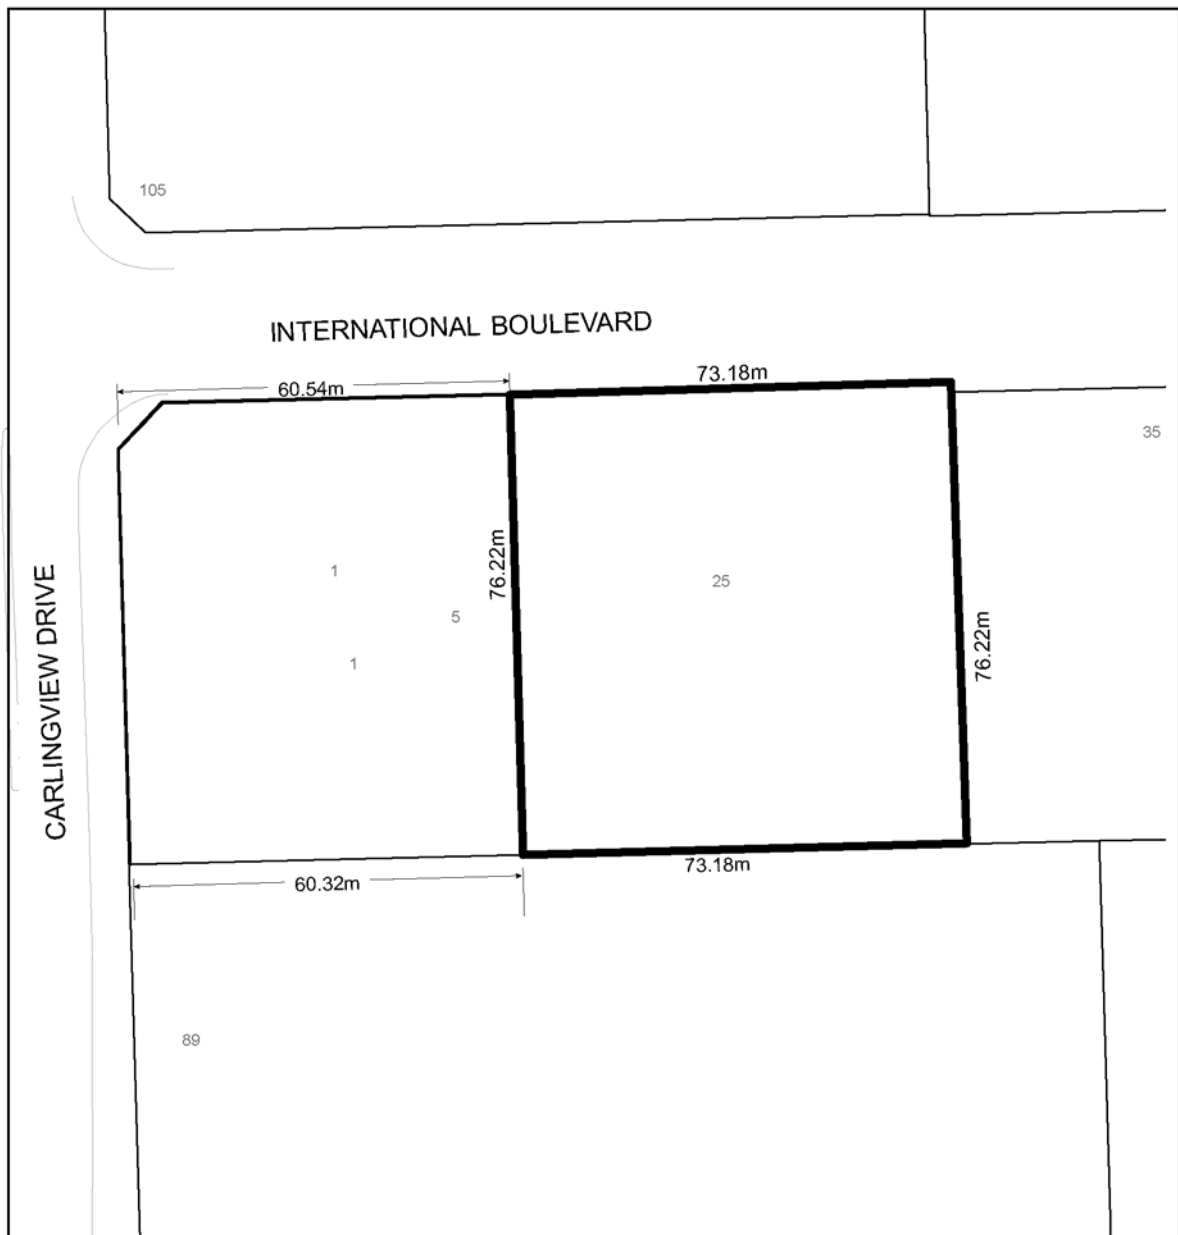 105
INTERNATIONAL BOULEVARD
73.18m
60.54m
35
76.22m
1
25
5
76.22m
1
CARLINGVIEW DRIVE
73.18m
60.32m
89